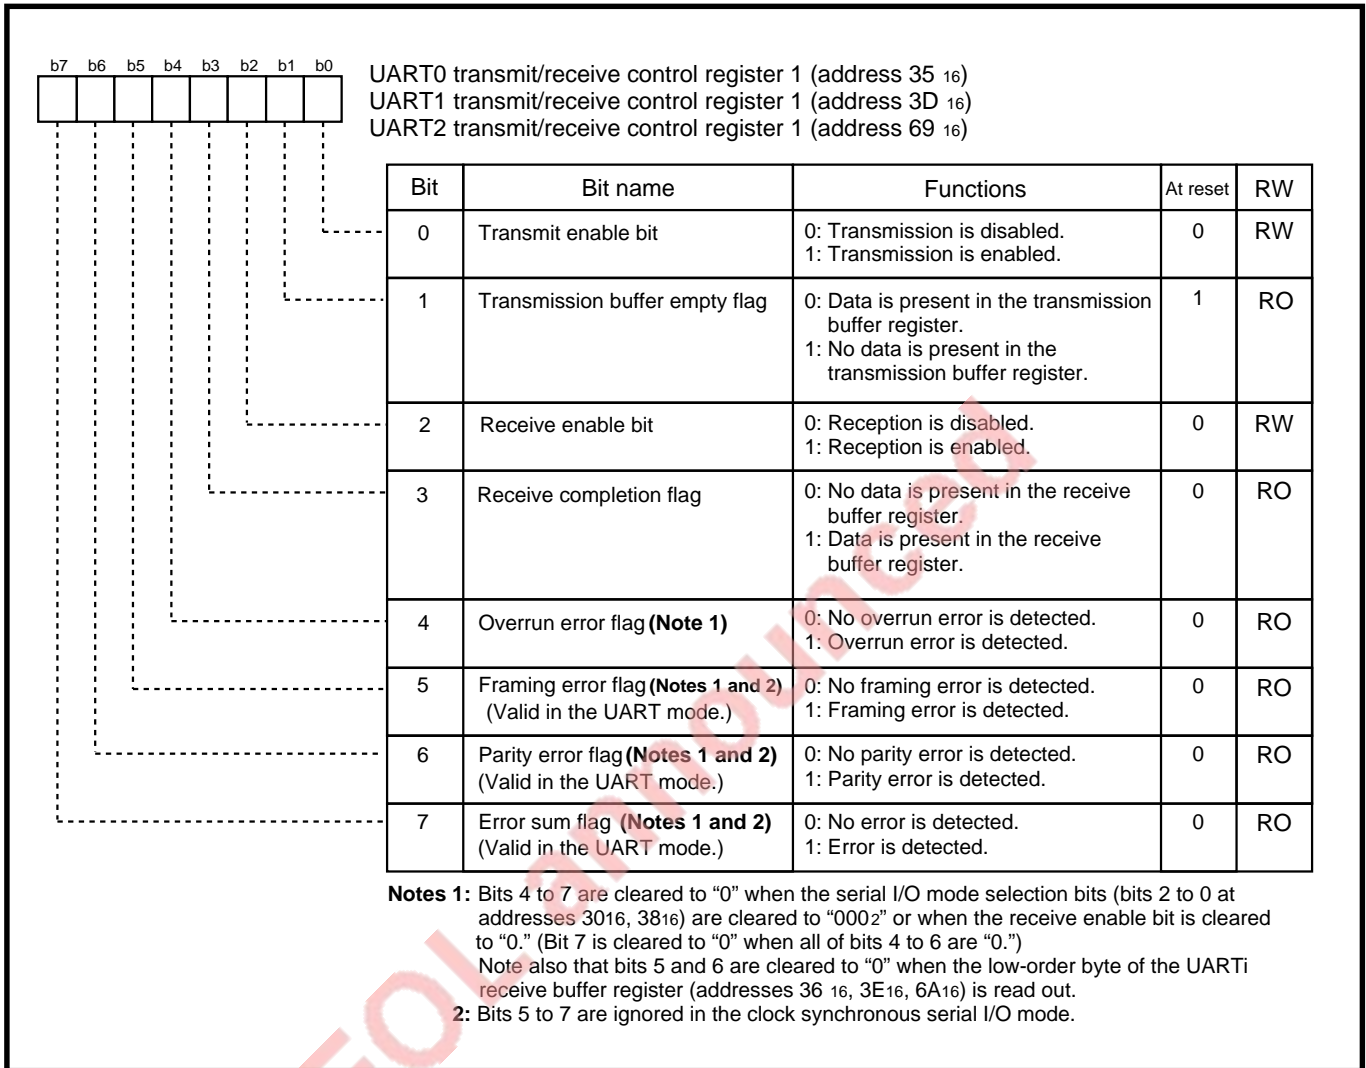 b7 b6 b5 b4 b3 b2 b1 b0
UART0 transmit/receive control register 1 (address 35 16)
UART1 transmit/receive control register 1 (address 3D 16)
UART2 transmit/receive control register 1 (address 69 16)
Bit Bit name Functions At reset RW
0 Transmit enable bit 0: Transmission is disabled. 0 RW
1: Transmission is enabled.
1 Transmission buffer empty flag 0: Data is present in the transmission 1 RO
buffer register.
1: No data is present in the
transmission buffer register.
2 Receive enable bit 0: Reception is disabled. 0 RW
1: Reception is enabled.
3 Receive completion flag 0: No data is present in the receive 0 RO
buffer register.
1: Data is present in the receive
buffer register.
4 Overrun error flag (Note 1) 0: No overrun error is detected. 0 RO
1: Overrun error is detected.
5 Framing error flag (Notes 1 and 2) 0: No framing error is detected. 0 RO
(Valid in the UART mode.) 1: Framing error is detected.
6 Parity error flag (Notes 1 and 2) 0: No parity error is detected. 0 RO
(Valid in the UART mode.) 1: Parity error is detected.
7 Error sum flag (Notes 1 and 2) 0: No error is detected. 0 RO
(Valid in the UART mode.) 1: Error is detected.
Notes 1: Bits 4 to 7 are cleared to “0” when the serial I/O mode selection bits (bits 2 to 0 at
addresses 3016, 3816) are cleared to “0002” or when the receive enable bit is cleared
to “0.” (Bit 7 is cleared to “0” when all of bits 4 to 6 are “0.”)
Note also that bits 5 and 6 are cleared to “0” when the low-order byte of the UARTi
receive buffer register (addresses 36 16, 3E16, 6A16) is read out.
2: Bits 5 to 7 are ignored in the clock synchronous serial I/O mode.
EOL announced